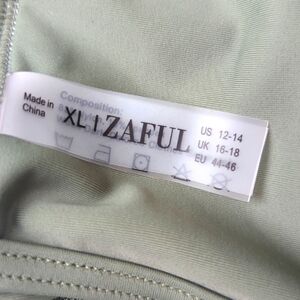 Made in
China
XL | ZAFUL
US 12-14
UK 16-18
EU 44-46
Composition: